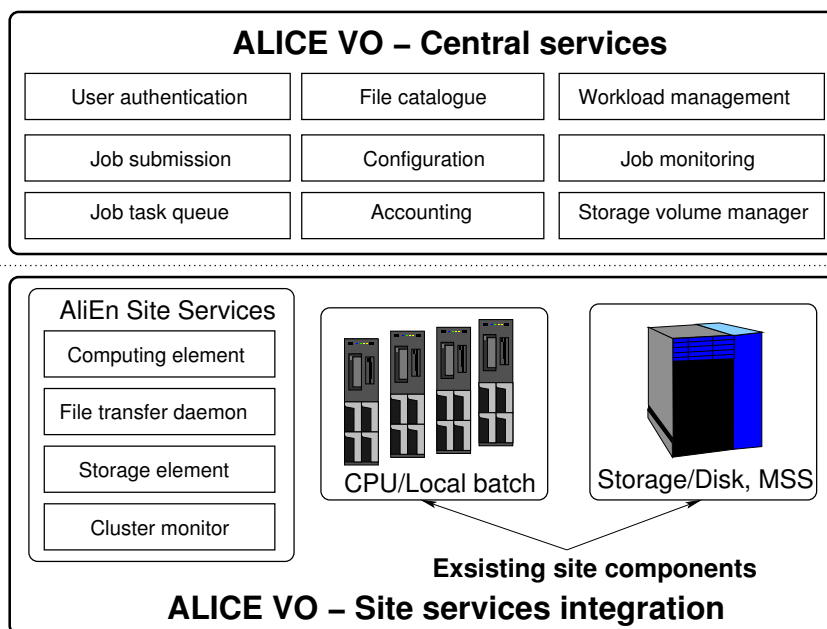 ALICE VO – Central services
User authentication
File catalogue
Workload management
Job submission
Configuration
Job monitoring
Job task queue
Accounting
Storage volume manager
AliEn Site Services
Computing element
File transfer daemon
Storage element
Cluster monitor
CPU/Local batch
Storage/Disk, MSS
Exsisting site components
ALICE VO – Site services integration